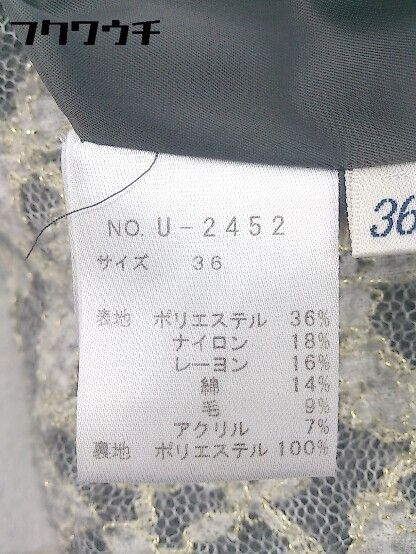 フクワウチ
NO. U-2452
サイズ 36
36
表地 ポリエステル 36%
ナイロン 18%
レーヨン 16%
綿 14%
毛 9%
アクリル 7%
裏地 ポリエステル 100%